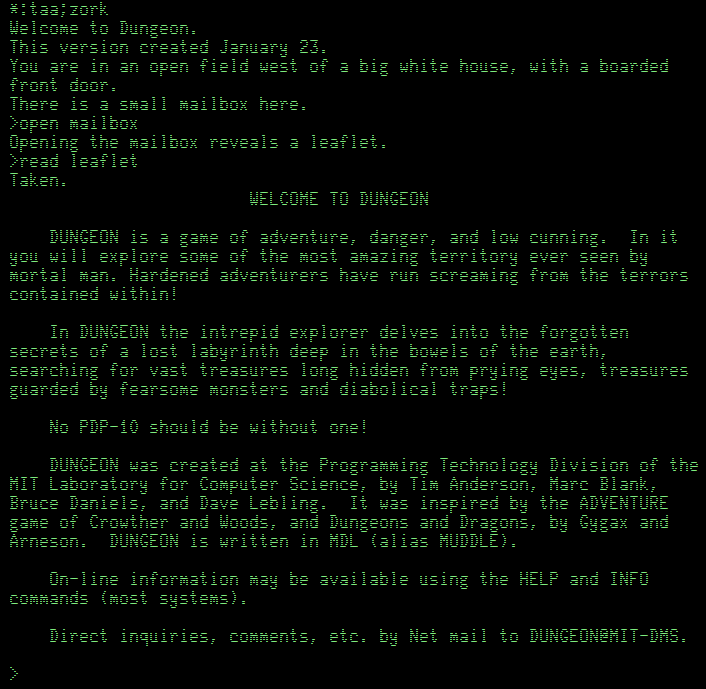 *:taa;zork
Welcome to Dungeon.
This version created January 23.
You are in an open field west of a big white house, with a boarded
front door.
There is a small mailbox here.
>open mailbox
Opening the mailbox reveals a leaflet.
>read leaflet
Taken.
WELCOME TO DUNGEON
DUNGEON is a game of adventure, danger, and low cunning.  In it
you will explore some of the most amazing territory ever seen by
mortal man. Hardened adventurers have run screaming from the terrors
contained within!
In DUNGEON the intrepid explorer delves into the forgotten
secrets of a lost labyrinth deep in the bowels of the earth,
searching for vast treasures long hidden from prying eyes, treasures
guarded by fearsome monsters and diabolical traps!
No PDP-10 should be without one!
DUNGEON was created at the Programming Technology Division of the
MIT Laboratory for Computer Science, by Tim Anderson, Marc Blank,
Bruce Daniels, and Dave Lebling.  It was inspired by the ADVENTURE
game of Crowther and Woods, and Dungeons and Dragons, by Gygax and
Arneson.  DUNGEON is written in MDL (alias MUDDLE).
On-line information may be available using the HELP and INFO
commands (most systems).
Direct inquiries, comments, etc. by Net mail to DUNGEON@MIT-DMS.
>